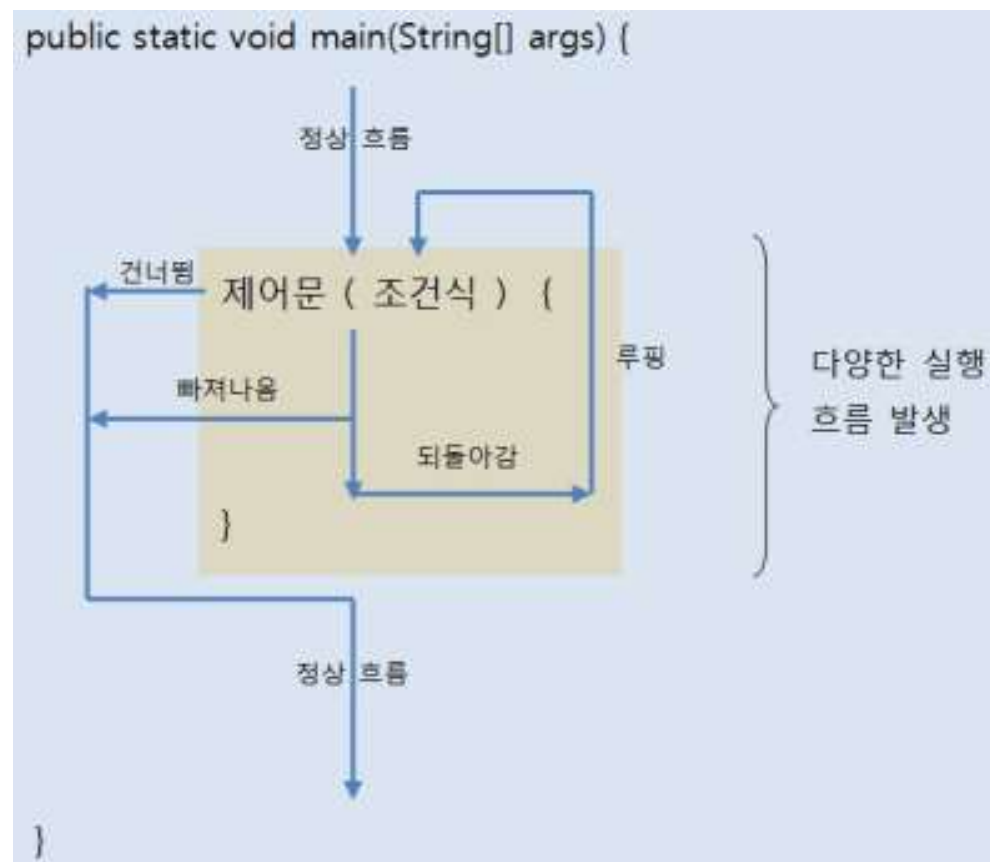 public static void main(String[] args) {
정상 흐름
건너뜀
제어문 ( 조건식 ) {
루핑
다양한 실행
흐름 발생
빠져나옴
되돌아감
}
정상 흐름
}